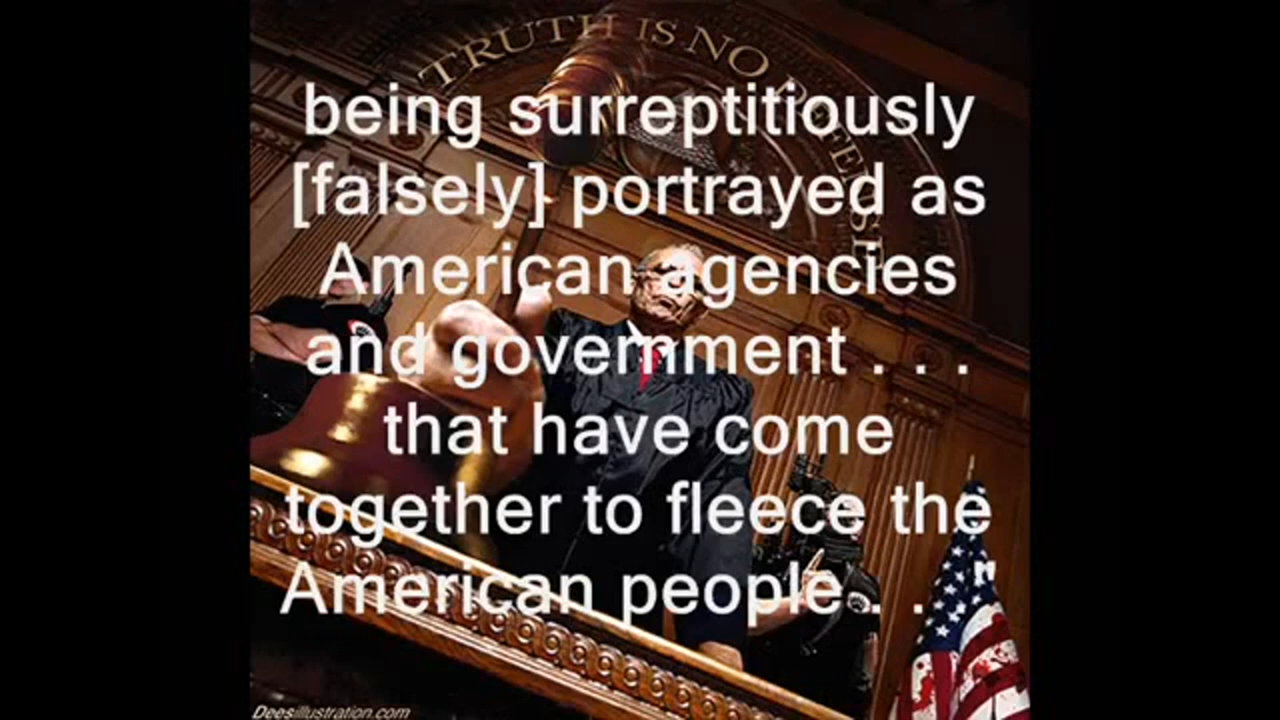 TRUTH IS NO DEFENSE
being surreptitiously
[falsely] portrayed as
American agencies
and government . . .
that have come
together to fleece the
American people . . ."
Deesillustration.com